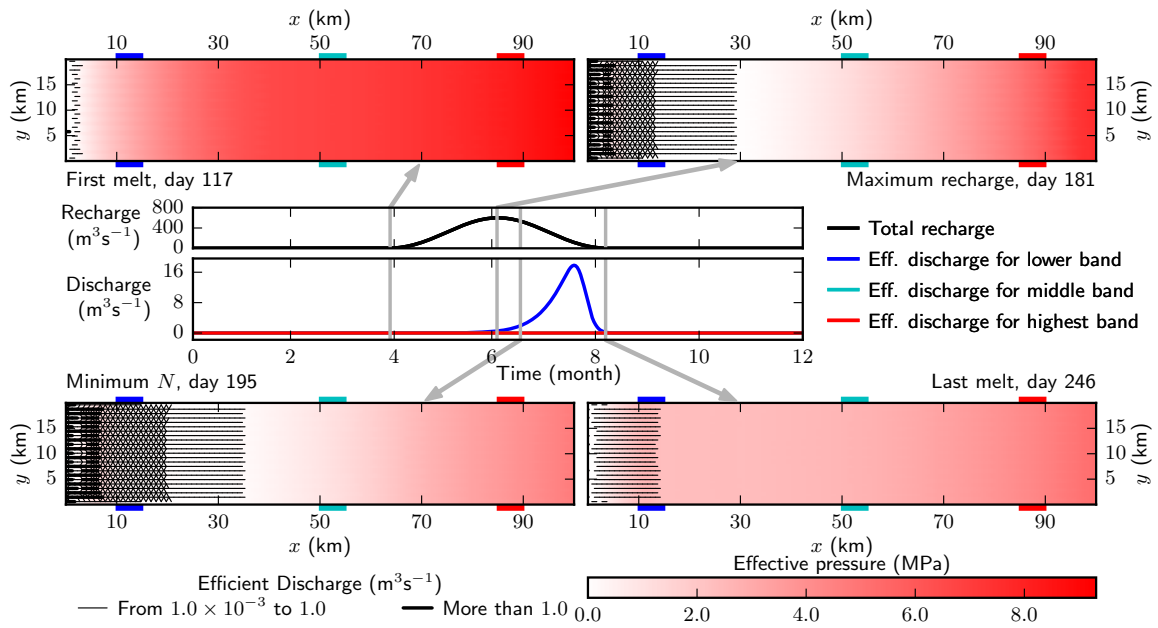 x (km)    x (km)
10 30 50 70 90    10 30 50 70 90
y (km) 15 10 5    15 10 5 y (km)
First melt, day 117    Maximum recharge, day 181
Recharge (m³s⁻¹) 800 400 0
Total recharge
Eff. discharge for lower band
Eff. discharge for middle band
Eff. discharge for highest band
Discharge (m³s⁻¹) 16 8 0
0 2 4 6 8 10 12
Time (month)
Minimum N, day 195    Last melt, day 246
y (km) 15 10 5    15 10 5 y (km)
10 30 50 70 90    10 30 50 70 90
x (km)    x (km)
Efficient Discharge (m³s⁻¹)
From 1.0 × 10⁻³ to 1.0    More than 1.0
Effective pressure (MPa)
0.0 2.0 4.0 6.0 8.0